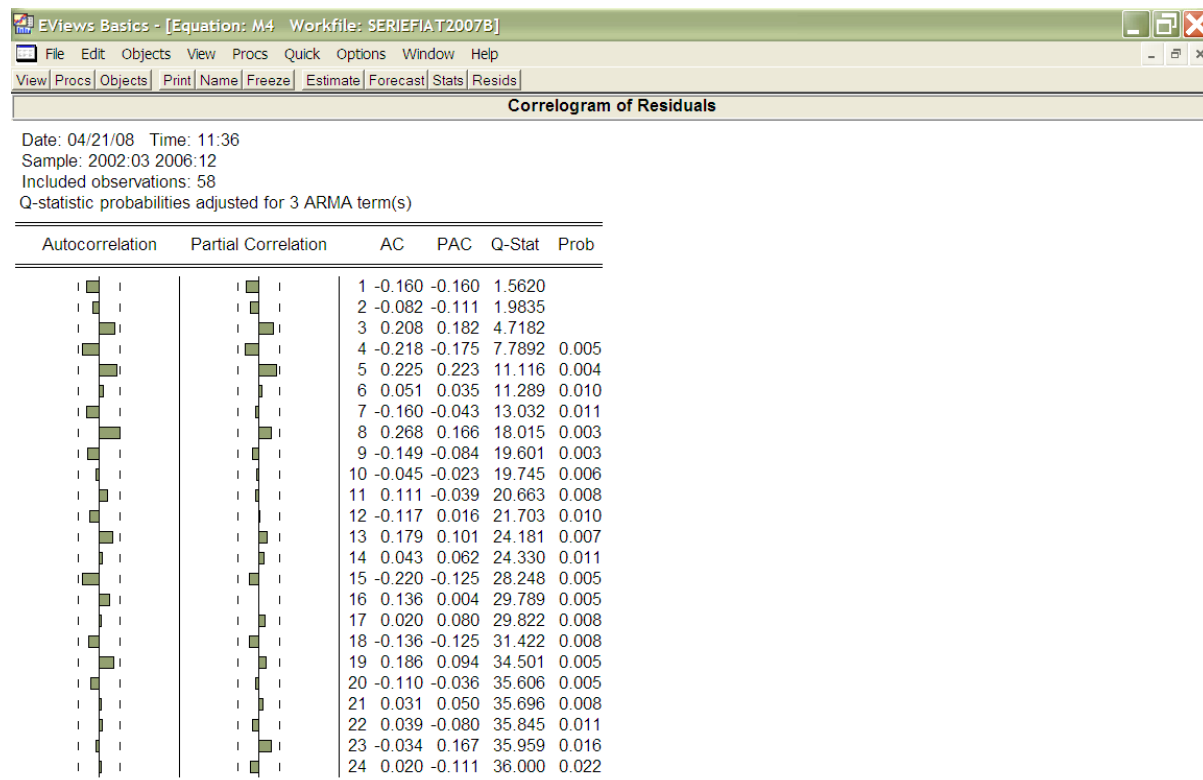 EViews Basics - [Equation: M4 Workfile: SERIEFIAT2007B]
File Edit Objects View Procs Quick Options Window Help
View Procs Objects Print Name Freeze Estimate Forecast Stats Resids
Correlogram of Residuals
Date: 04/21/08 Time: 11:36
Sample: 2002:03 2006:12
Included observations: 58
Q-statistic probabilities adjusted for 3 ARMA term(s)
Autocorrelation Partial Correlation AC PAC Q-Stat Prob
1 -0.160 -0.160 1.5620
2 -0.082 -0.111 1.9835
3 0.208 0.182 4.7182
4 -0.218 -0.175 7.7892 0.005
5 0.225 0.223 11.116 0.004
6 0.051 0.035 11.289 0.010
7 -0.160 -0.043 13.032 0.011
8 0.268 0.166 18.015 0.003
9 -0.149 -0.084 19.601 0.003
10 -0.045 -0.023 19.745 0.006
11 0.111 -0.039 20.663 0.008
12 -0.117 0.016 21.703 0.010
13 0.179 0.101 24.181 0.007
14 0.043 0.062 24.330 0.011
15 -0.220 -0.125 28.248 0.005
16 0.136 0.004 29.789 0.005
17 0.020 0.080 29.822 0.008
18 -0.136 -0.125 31.422 0.008
19 0.186 0.094 34.501 0.005
20 -0.110 -0.036 35.606 0.005
21 0.031 0.050 35.696 0.008
22 0.039 -0.080 35.845 0.011
23 -0.034 0.167 35.959 0.016
24 0.020 -0.111 36.000 0.022